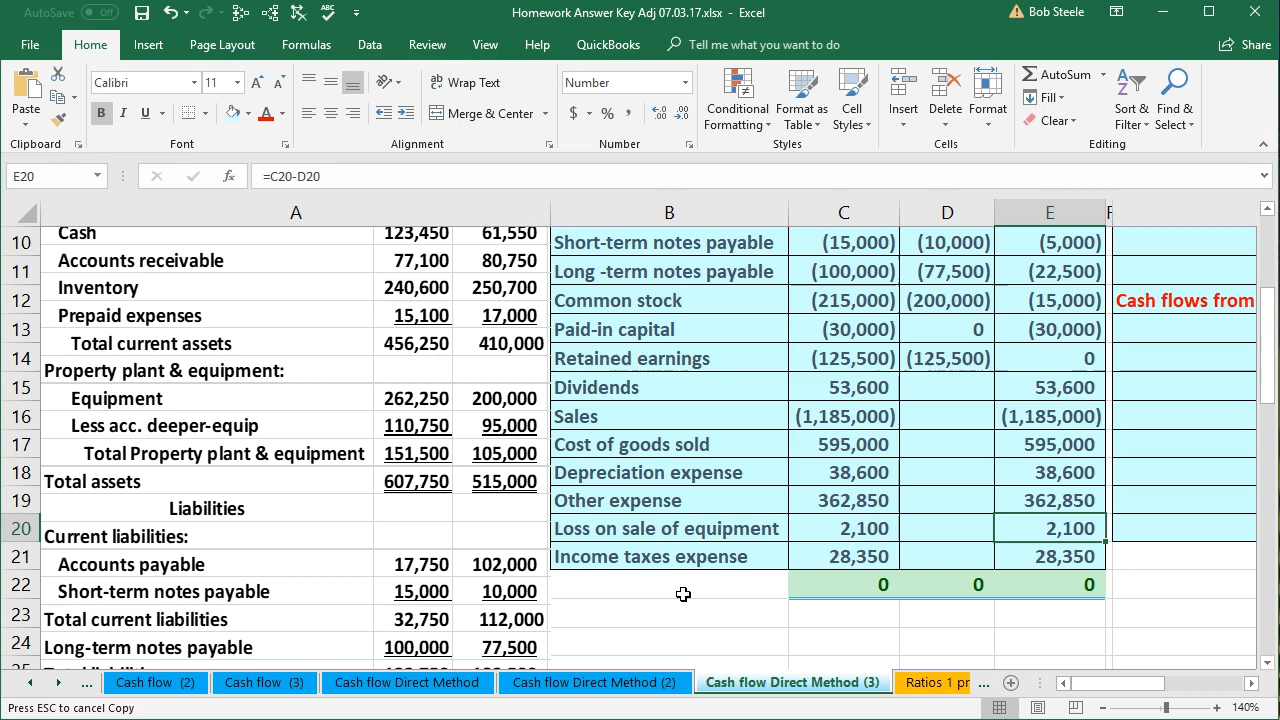 AutoSave Off
Homework Answer Key Adj 07.03.17.xlsx - Excel
Bob Steele
File Home Insert Page Layout Formulas Data Review View Help QuickBooks Tell me what you want to do Share
Paste
Calibri 11
Wrap Text
Merge & Center
Number
Conditional Formatting
Format as Table
Cell Styles
Insert Delete Format
AutoSum
Fill
Clear
Sort & Filter
Find & Select
Clipboard Font Alignment Number Styles Cells Editing
E20 =C20-D20
A B C D E F
Cash 123,450 61,550
10 Short-term notes payable (15,000) (10,000) (5,000)
Accounts receivable 77,100 80,750
11 Long -term notes payable (100,000) (77,500) (22,500)
Inventory 240,600 250,700
12 Common stock (215,000) (200,000) (15,000) Cash flows from
Prepaid expenses 15,100 17,000
13 Paid-in capital (30,000) 0 (30,000)
Total current assets 456,250 410,000
14 Retained earnings (125,500) (125,500) 0
Property plant & equipment:
15 Dividends 53,600 53,600
Equipment 262,250 200,000
16 Sales (1,185,000) (1,185,000)
Less acc. deeper-equip 110,750 95,000
17 Cost of goods sold 595,000 595,000
Total Property plant & equipment 151,500 105,000
18 Depreciation expense 38,600 38,600
Total assets 607,750 515,000
19 Other expense 362,850 362,850
Liabilities
20 Loss on sale of equipment 2,100 2,100
Current liabilities:
21 Income taxes expense 28,350 28,350
Accounts payable 17,750 102,000
22 0 0 0
Short-term notes payable 15,000 10,000
23 Total current liabilities 32,750 112,000
24 Long-term notes payable 100,000 77,500
... Cash flow (2) Cash flow (3) Cash flow Direct Method Cash flow Direct Method (2) Cash flow Direct Method (3) Ratios 1 pr ...
Press ESC to cancel Copy
140%